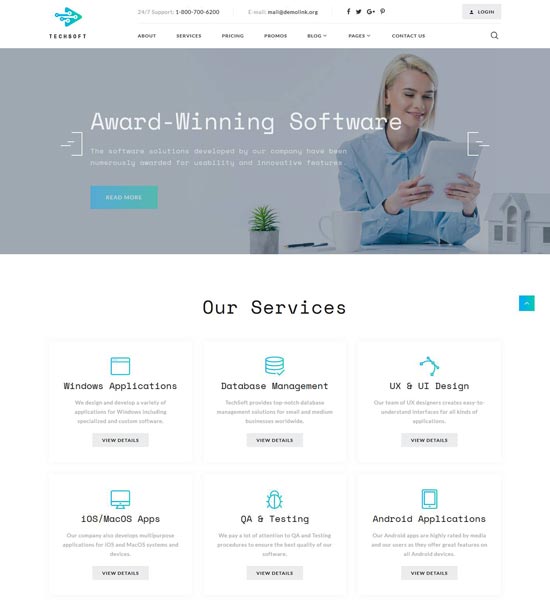 24/7 Support: 1-800-700-6200
E-mail: mail@demolink.org
LOGIN
TECHSOFT
ABOUT SERVICES PRICING PROMOS BLOG PAGES CONTACT US
Award-Winning Software
The software solutions developed by our company have been
numerously awarded for usability and innovative features.
READ MORE
Our Services
Windows Applications
We design and develop a variety of
applications for Windows including
specialized and custom software.
VIEW DETAILS
Database Management
TechSoft provides top-notch database
management solutions for small and medium
businesses worldwide.
VIEW DETAILS
UX & UI Design
Our team of UX designers creates easy-to-
understand interfaces for all kinds of
applications.
VIEW DETAILS
iOS/MacOS Apps
Our company also develops multipurpose
applications for iOS and MacOS systems and
devices.
VIEW DETAILS
QA & Testing
We pay a lot of attention to QA and Testing
procedures to ensure the best quality of our
software.
VIEW DETAILS
Android Applications
Our Android apps are highly rated by media
and our users as they offer great features on
all Android devices.
VIEW DETAILS